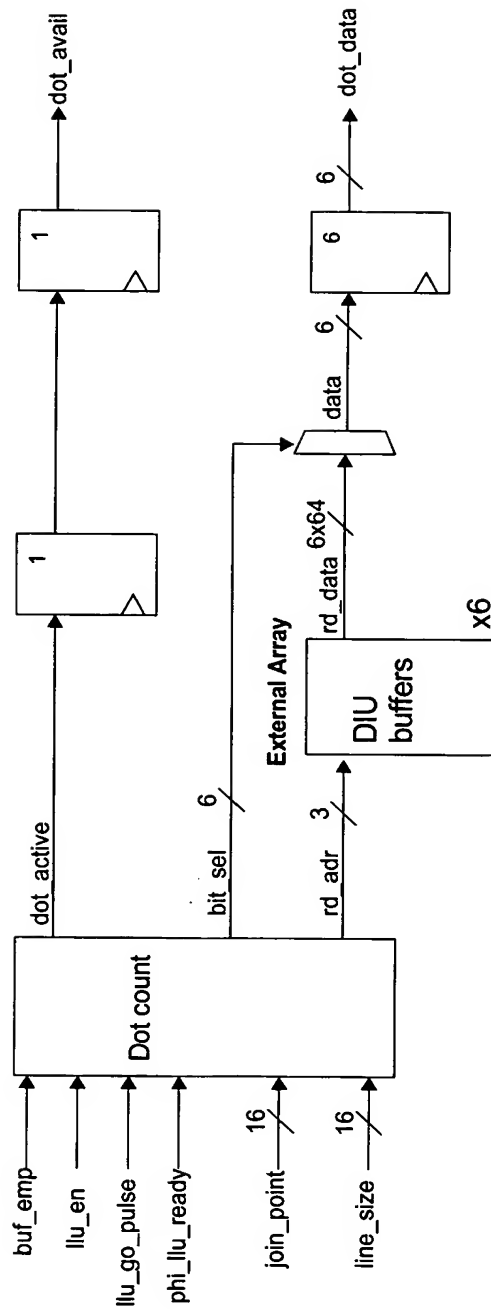 buf_emp
llu_en
llu_go_pulse
phi_llu_ready
join_point
16
line_size
16
Dot count
dot_active
bit_sel
6
rd_adr
3
External Array
DIU
buffers
x6
rd_data
6x64
data
6
1
1
6
6
dot_avail
dot_data